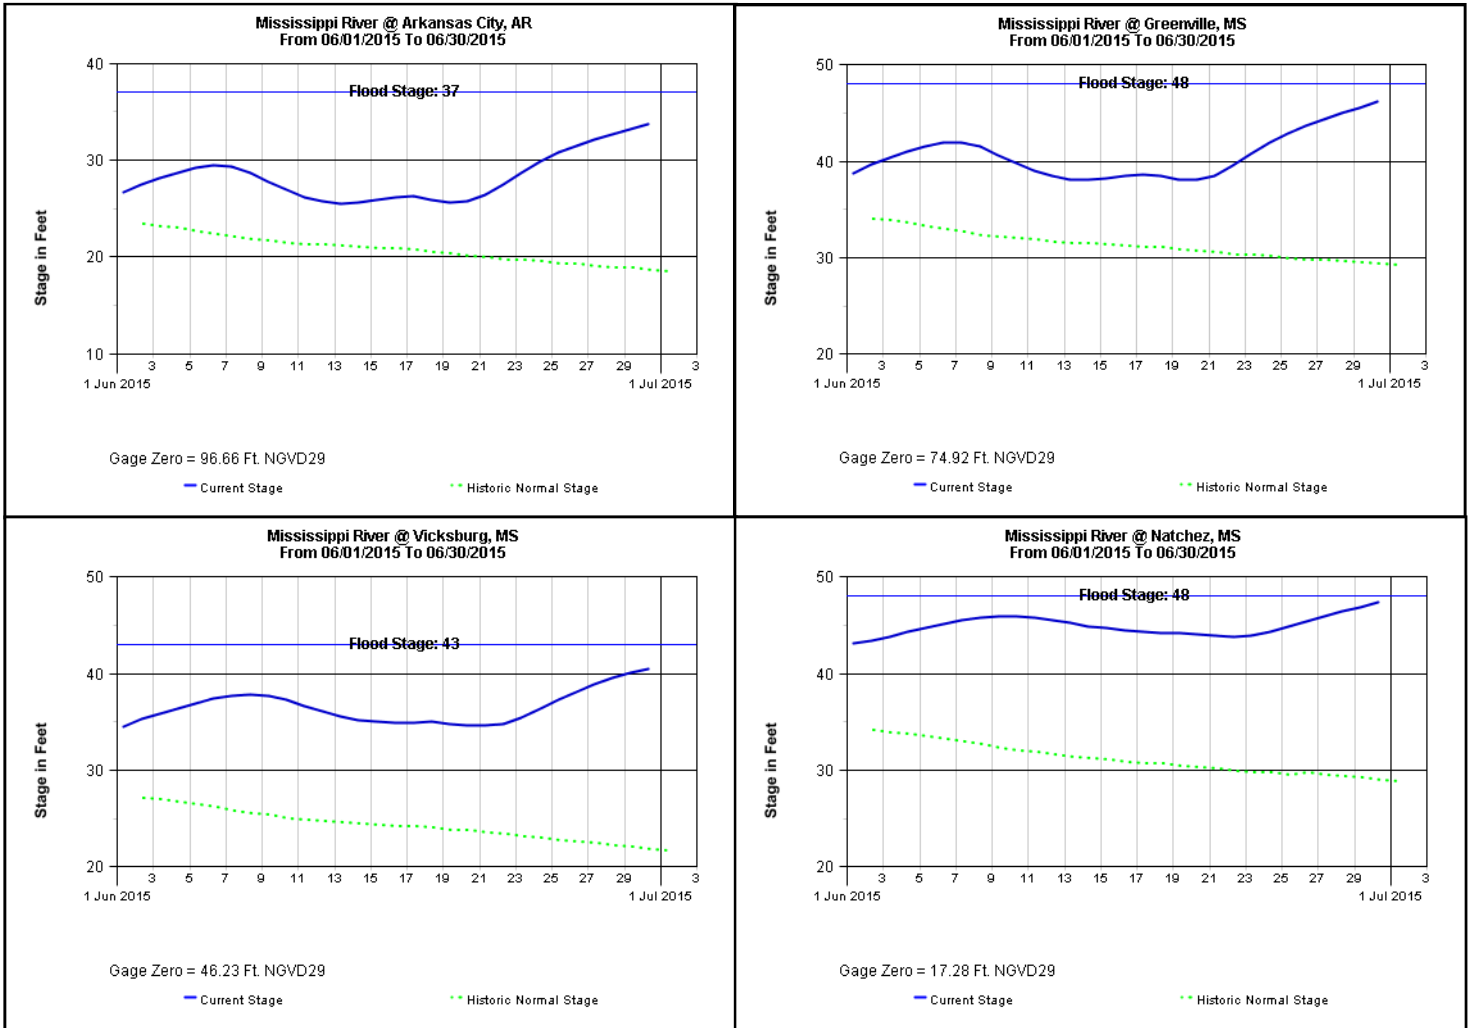 Mississippi River @ Arkansas City, AR
From 06/01/2015 To 06/30/2015
40
Flood Stage: 37
30
Stage in Feet
20
10
3 5 7 9 11 13 15 17 19 21 23 25 27 29 3
1 Jun 2015 1 Jul 2015
Gage Zero = 96.66 Ft. NGVD29
Current Stage Historic Normal Stage
Mississippi River @ Greenville, MS
From 06/01/2015 To 06/30/2015
50
Flood Stage: 48
40
Stage in Feet
30
20
3 5 7 9 11 13 15 17 19 21 23 25 27 29 3
1 Jun 2015 1 Jul 2015
Gage Zero = 74.92 Ft. NGVD29
Current Stage Historic Normal Stage
Mississippi River @ Vicksburg, MS
From 06/01/2015 To 06/30/2015
50
Flood Stage: 43
40
Stage in Feet
30
20
3 5 7 9 11 13 15 17 19 21 23 25 27 29 3
1 Jun 2015 1 Jul 2015
Gage Zero = 46.23 Ft. NGVD29
Current Stage Historic Normal Stage
Mississippi River @ Natchez, MS
From 06/01/2015 To 06/30/2015
50
Flood Stage: 48
40
Stage in Feet
30
20
3 5 7 9 11 13 15 17 19 21 23 25 27 29 3
1 Jun 2015 1 Jul 2015
Gage Zero = 17.28 Ft. NGVD29
Current Stage Historic Normal Stage